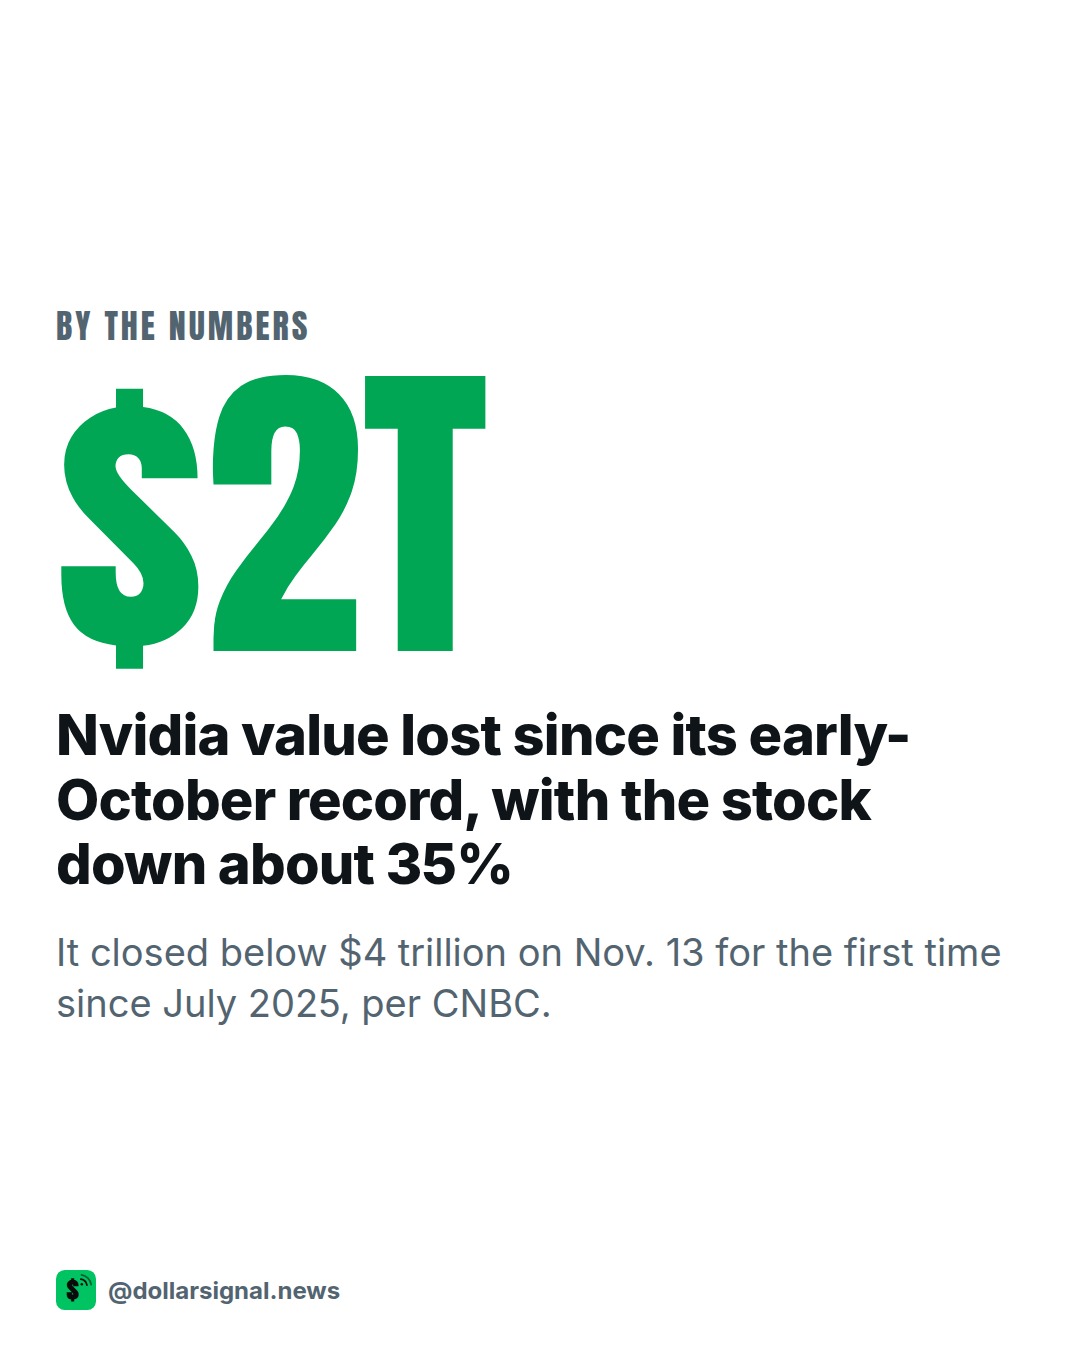 BY THE NUMBERS
$2T
Nvidia value lost since its early-
October record, with the stock
down about 35%
It closed below $4 trillion on Nov. 13 for the first time
since July 2025, per CNBC.
$ @dollarsignal.news